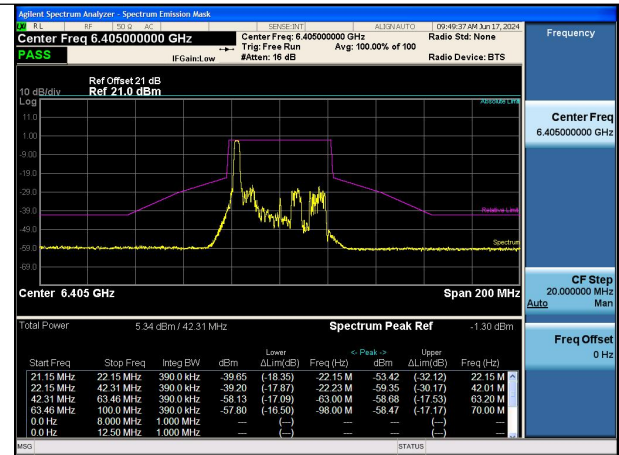 Agilent Spectrum Analyzer - Spectrum Emission Mask
RL RF 50 Ω AC SENSE:INT ALIGN AUTO 09:49:37 AM Jun 17, 2024
Center Freq 6.405000000 GHz Center Freq: 6.405000000 GHz Radio Std: None Frequency
Trig: Free Run Avg: 100.00% of 100
PASS IFGain:Low #Atten: 16 dB Radio Device: BTS
Ref Offset 21 dB
10 dB/div Ref 21.0 dBm
Log Absolute Limit
11.0
1.00
-9.00
-19.0
-29.0
-39.0 Relative Limit
-49.0
-59.0 Spectrum
-69.0
Center 6.405 GHz Span 200 MHz
Center Freq
6.405000000 GHz
CF Step
20.000000 MHz
Auto Man
Freq Offset
0 Hz
Total Power 5.34 dBm / 42.31 MHz Spectrum Peak Ref -1.30 dBm
Lower <- Peak -> Upper
Start Freq Stop Freq Integ BW dBm ΔLim(dB) Freq (Hz) dBm ΔLim(dB) Freq (Hz)
21.15 MHz 22.15 MHz 390.0 kHz -39.65 (-18.35) -22.15 M -53.42 (-32.12) 22.15 M
22.15 MHz 42.31 MHz 390.0 kHz -39.20 (-17.87) -22.23 M -59.35 (-30.17) 42.01 M
42.31 MHz 63.46 MHz 390.0 kHz -58.13 (-17.09) -63.00 M -58.68 (-17.53) 63.20 M
63.46 MHz 100.0 MHz 390.0 kHz -57.80 (-16.50) -98.00 M -58.47 (-17.17) 70.00 M
0.0 Hz 8.000 MHz 1.000 MHz --- (---) --- (---)
0.0 Hz 12.50 MHz 1.000 MHz --- (---) --- (---)
MSG STATUS